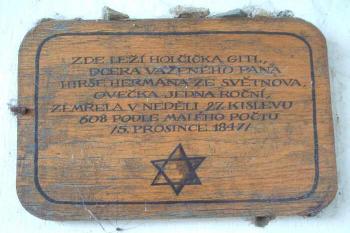 ZDE LEŽÍ HOLČIČKA GITL,
DCERA VÁŽENÉHO PANA
HIRŠE HERMANA ZE SVĚTNOVA,
OVEČKA JEDNA ROČNÍ,
ZEMŘELA V NEDĚLI 27. KISLEVU
608 PODLE MALÉHO POČTU
/5. PROSINCE 1847/